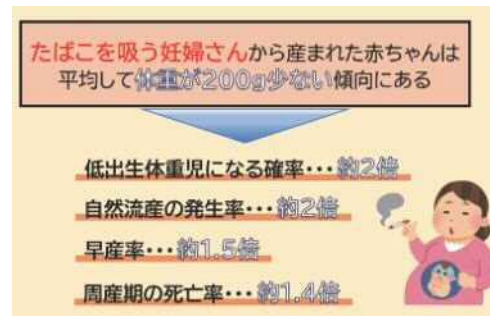 たばこを吸う妊婦さんから産まれた赤ちゃんは
平均して体重が200g少ない傾向にある
低出生体重児になる確率・・・約2倍
自然流産の発生率・・・約2倍
早産率・・・約1.5倍
周産期の死亡率・・・約1.4倍